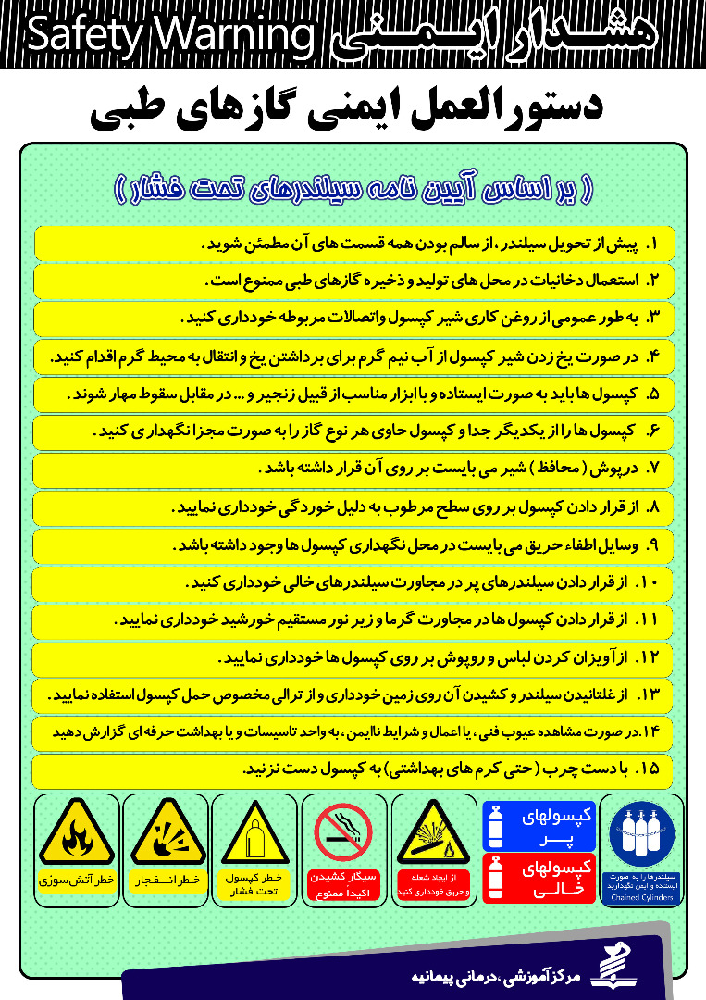 هشدار ایمنی Safety Warning
دستورالعمل ایمنی گازهای طبی
( بر اساس آیین نامه سیلندرهای تحت فشار )
۱. پیش از تحویل سیلندر ، از سالم بودن همه قسمت های آن مطمئن شوید .
۲. استعمال دخانیات در محل های تولید و ذخیره گازهای طبی ممنوع است .
۳. به طور عمومی از روغن کاری شیر کپسول واتصالات مربوطه خودداری کنید .
۴. در صورت یخ زدن شیر کپسول از آب نیم گرم برای برداشتن یخ و انتقال به محیط گرم اقدام کنید.
۵. کپسول ها باید به صورت ایستاده و با ابزار مناسب از قبیل زنجیر و ... در مقابل سقوط مهار شوند .
۶. کپسول ها را از یکدیگر جدا و کپسول حاوی هر نوع گاز را به صورت مجزا نگهداری کنید .
۷. درپوش ( محافظ ) شیر می بایست بر روی آن قرار داشته باشد .
۸. از قرار دادن کپسول بر روی سطح مرطوب به دلیل خوردگی خودداری نمایید .
۹. وسایل اطفاء حریق می بایست در محل نگهداری کپسول ها وجود داشته باشد .
۱۰. از قرار دادن سیلندرهای پر در مجاورت سیلندرهای خالی خودداری کنید .
۱۱. از قرار دادن کپسول ها در مجاورت گرما و زیر نور مستقیم خورشید خودداری نمایید .
۱۲. از آویزان کردن لباس و روپوش بر روی کپسول ها خودداری نمایید .
۱۳. از غلتانیدن سیلندر و کشیدن آن روی زمین خودداری و از ترالی مخصوص حمل کپسول استفاده نمایید .
۱۴.در صورت مشاهده عیوب فنی ، یا اعمال و شرایط ناایمن ، به واحد تاسیسات و یا بهداشت حرفه ای گزارش دهید
۱۵. با دست چرب ( حتی کرم های بهداشتی) به کپسول دست نزنید.
سیلندرها را به صورت
ایستاده و ایمن نگهدارید
Chained Cylinders
کپسولهای
پر
کپسولهای
خالی
از ایجاد شعله
و حریق خودداری کنید
سیگار کشیدن
اکیداً ممنوع
خطر کپسول
تحت فشار
خطر انفجار
خطر آتش سوزی
مرکز آموزشی ، درمانی پیمانیه